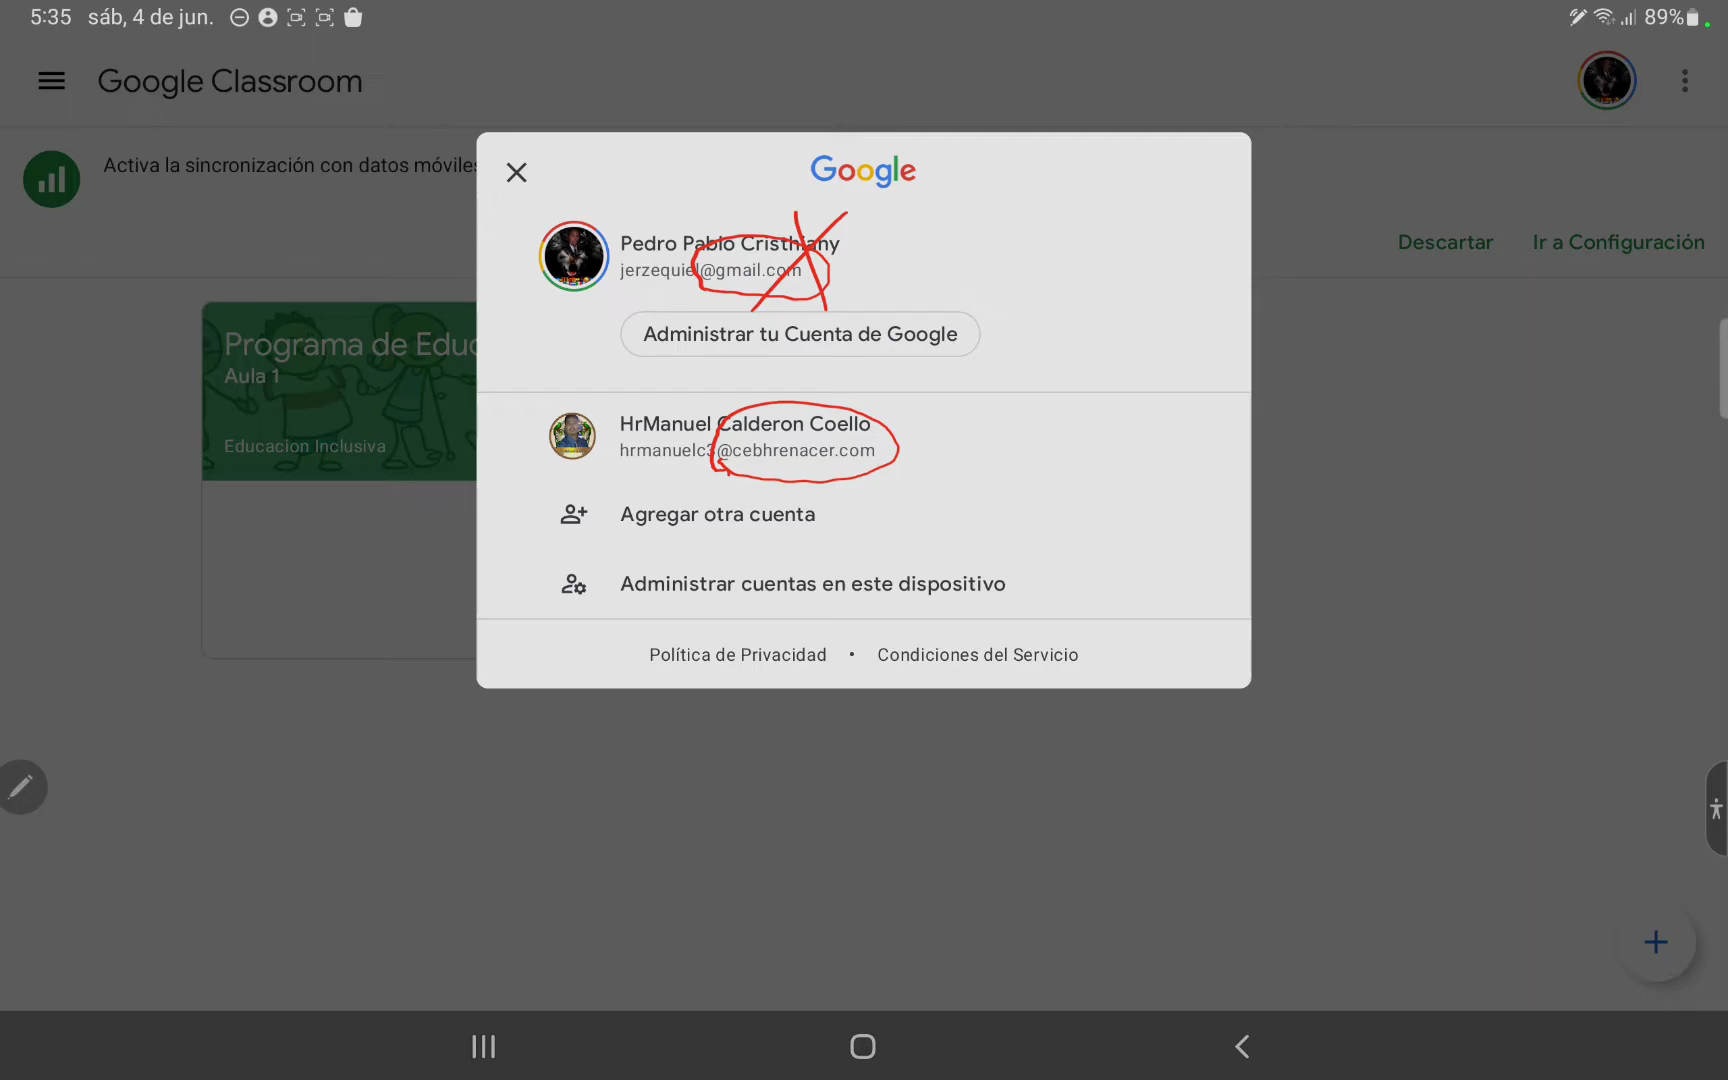 5:35 sáb, 4 de jun. 89%
Google Classroom
Activa la sincronización con datos móviles
Google
Pedro Pablo Cristhiany
jerzequiel@gmail.com
Descartar Ir a Configuración
Administrar tu Cuenta de Google
Programa de Educ
Aula 1
Educacion Inclusiva
HrManuel Calderon Coello
hrmanuelc3@cebhrenacer.com
Agregar otra cuenta
Administrar cuentas en este dispositivo
Política de Privacidad • Condiciones del Servicio